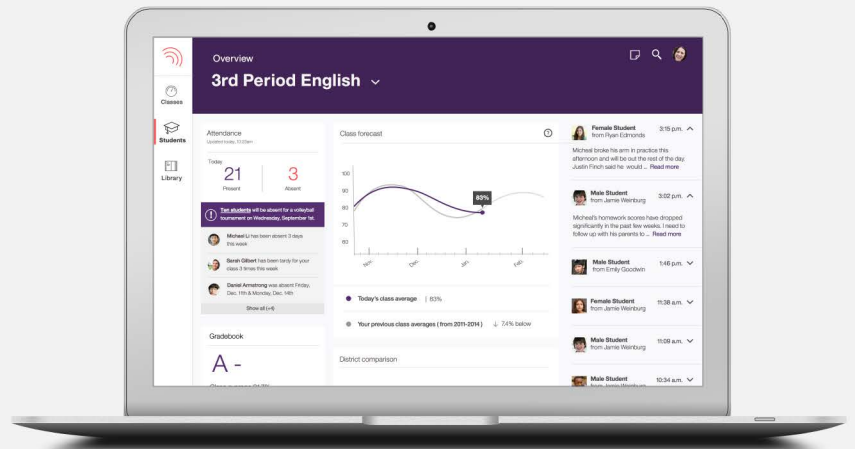 Overview
3rd Period English
Classes
Students
Library
Attendance
Updated today, 10:03am
Today
21
3
Present
Absent
Ten students will be absent for a volleyball
tournament on Wednesday, September 1st.
Michael Li has been absent 3 days
this week
Sarah Gilbert has been tardy for your
class 3 times this week
Daniel Armstrong was absent Friday,
Dec. 11th & Monday, Dec. 14th
Show all (+4)
Gradebook
A -
Class forecast
?
100
90
80
70
60
83%
Nov.
Dec.
Jan.
Feb.
Today's class average | 83%
Your previous class averages ( from 2011-2014 ) ↓ 7.4% below
District comparison
Female Student 3:15 p.m.
from Ryan Edmonds
Micheal broke his arm in practice this
afternoon and will be out the rest of the day.
Justin Finch said he would ... Read more
Male Student 3:02 p.m.
from Jamie Weinburg
Micheal's homework scores have dropped
significantly in the past few weeks. I need to
follow up with his parents to ... Read more
Male Student 1:46 p.m.
from Emily Goodwin
Female Student 11:38 a.m.
from Jamie Weinburg
Male Student 11:09 a.m.
from Jamie Weinburg
Male Student 10:34 a.m.